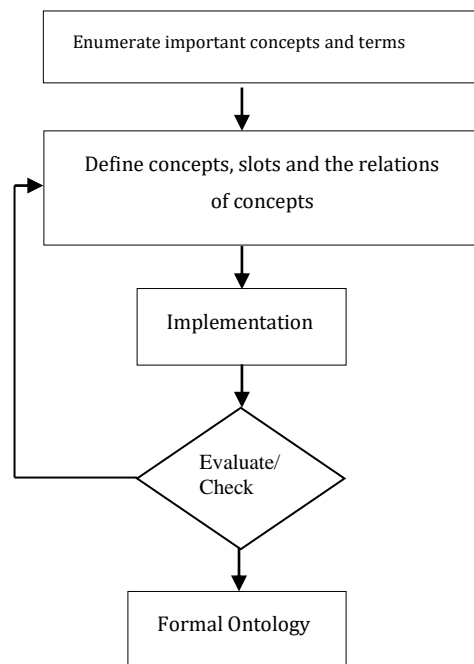 Enumerate important concepts and terms
Define concepts, slots and the relations
of concepts
Implementation
Evaluate/
Check
Formal Ontology